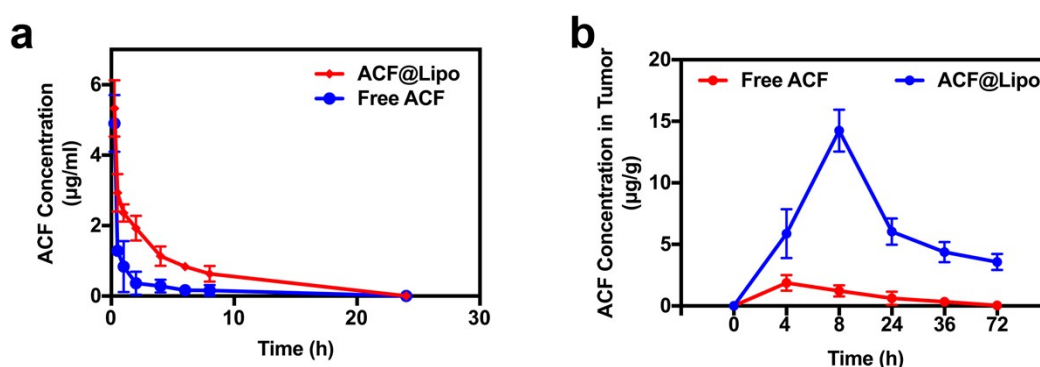 a
ACF Concentration
(µg/ml)
6
4
2
0
0
10
20
30
Time (h)
ACF@Lipo
Free ACF
b
ACF Concentration in Tumor
(µg/g)
20
15
10
5
0
0
4
8
24
36
72
Time (h)
Free ACF
ACF@Lipo